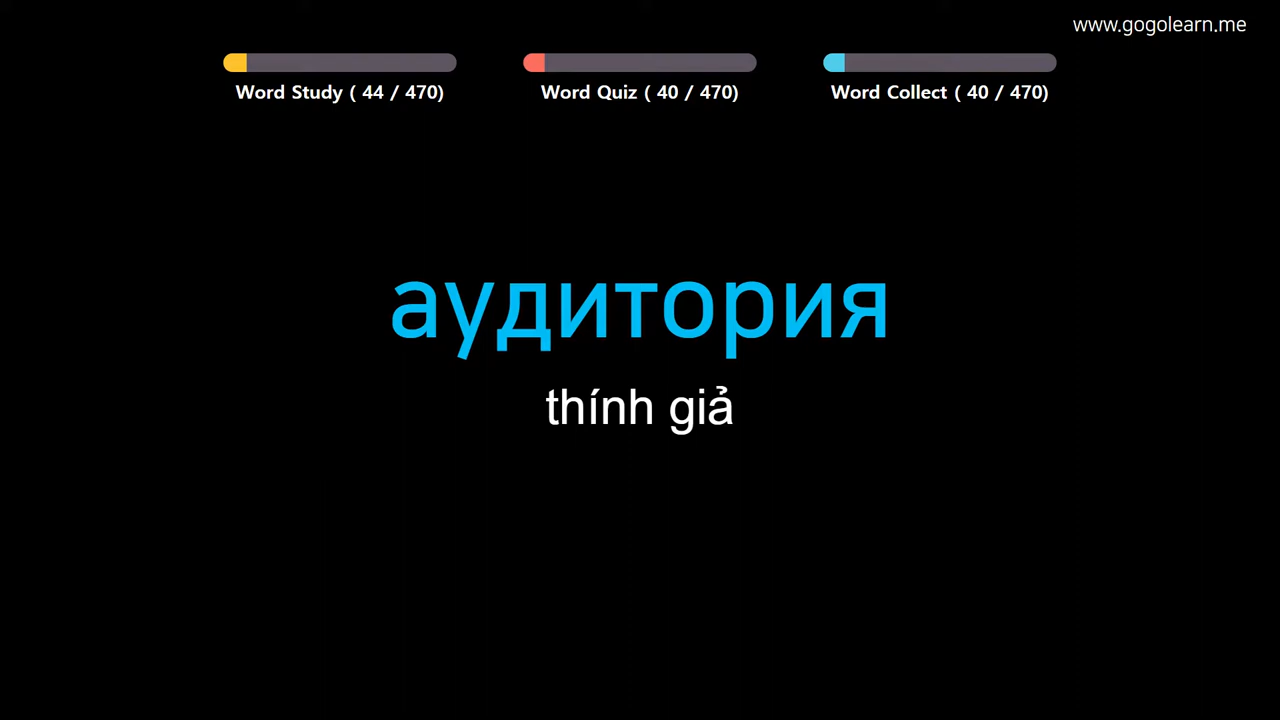 www.gogolearn.me
Word Study ( 44 / 470)
Word Quiz ( 40 / 470)
Word Collect ( 40 / 470)
аудитория
thính giả